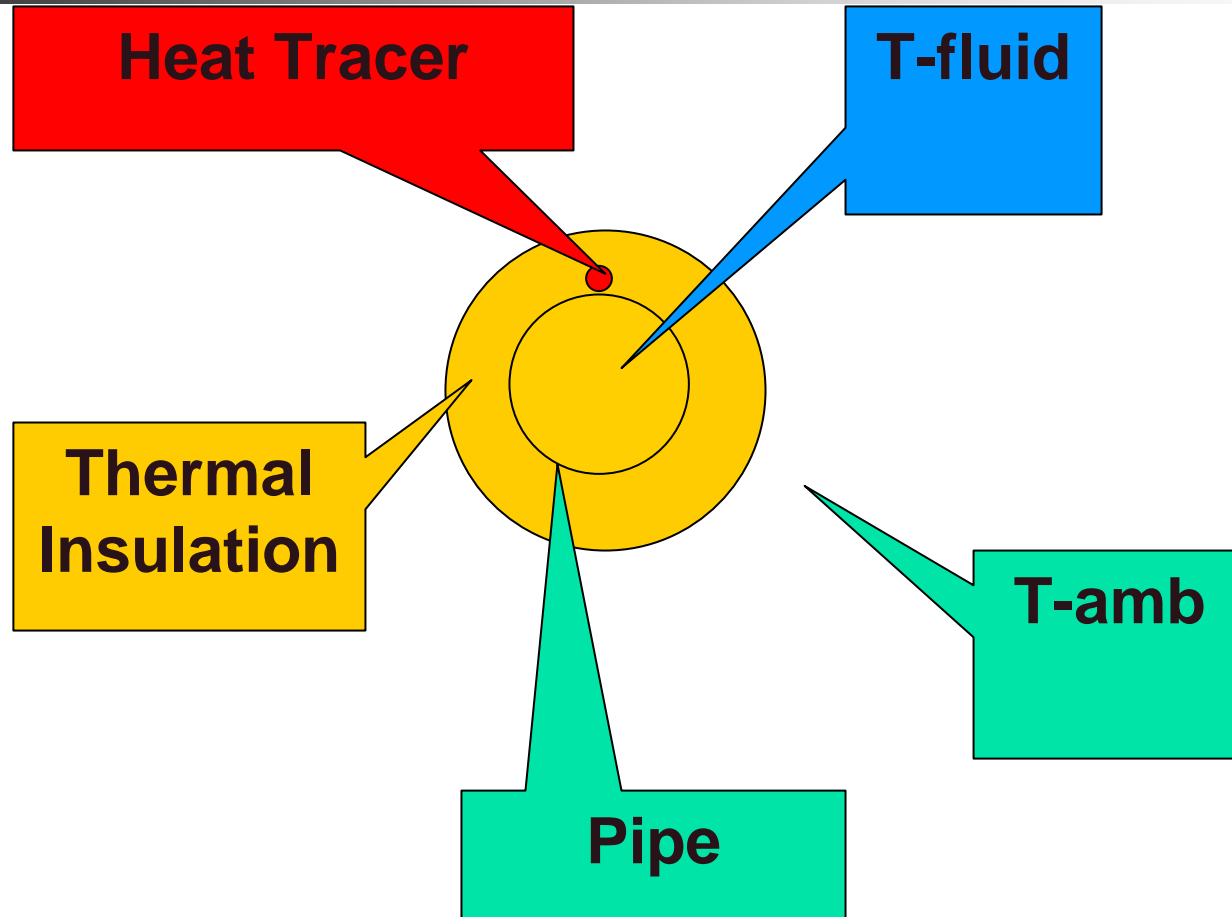 Heat Tracer
T-fluid
Thermal
Insulation
T-amb
Pipe